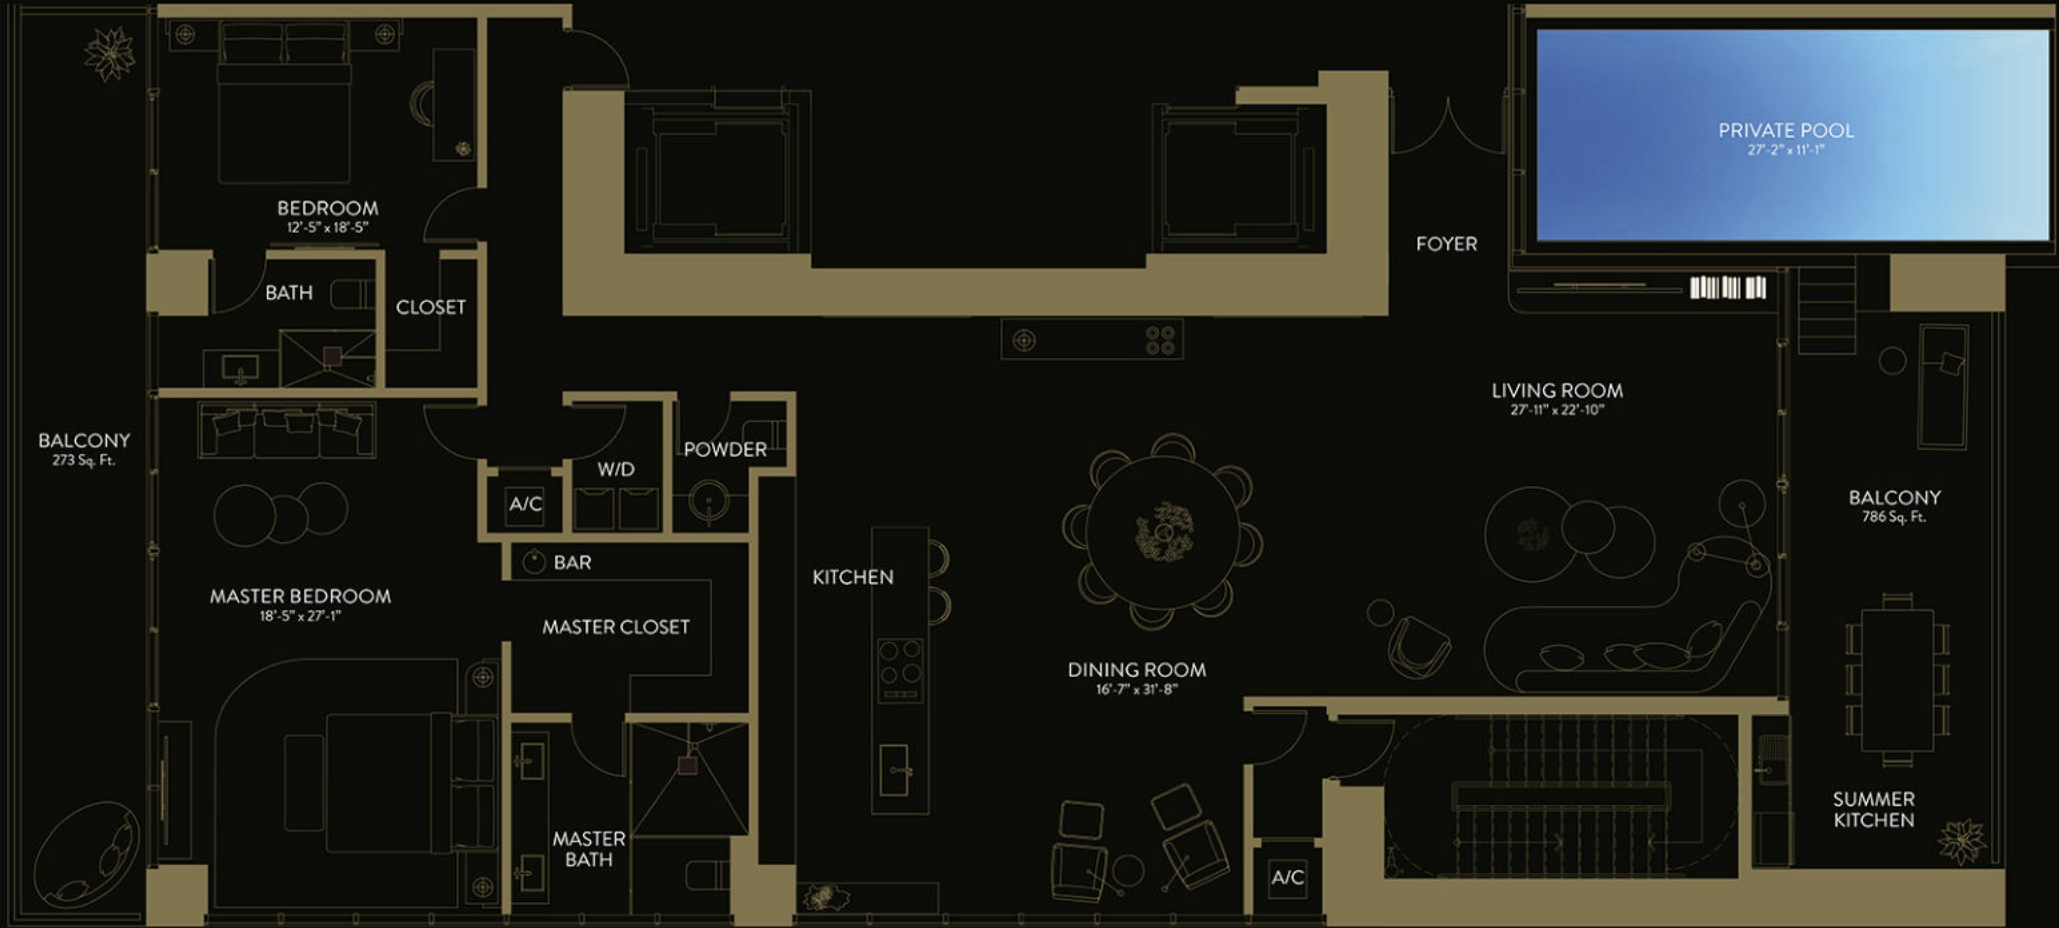 PRIVATE POOL
27'-2" x 11'-1"
BEDROOM
12'-5" x 18'-5"
FOYER
BATH
CLOSET
LIVING ROOM
27'-11" x 22'-10"
BALCONY
273 Sq. Ft.
POWDER
W/D
A/C
BALCONY
786 Sq. Ft.
BAR
KITCHEN
MASTER BEDROOM
18'-5" x 27'-1"
MASTER CLOSET
DINING ROOM
16'-7" x 31'-8"
SUMMER
KITCHEN
MASTER
BATH
A/C